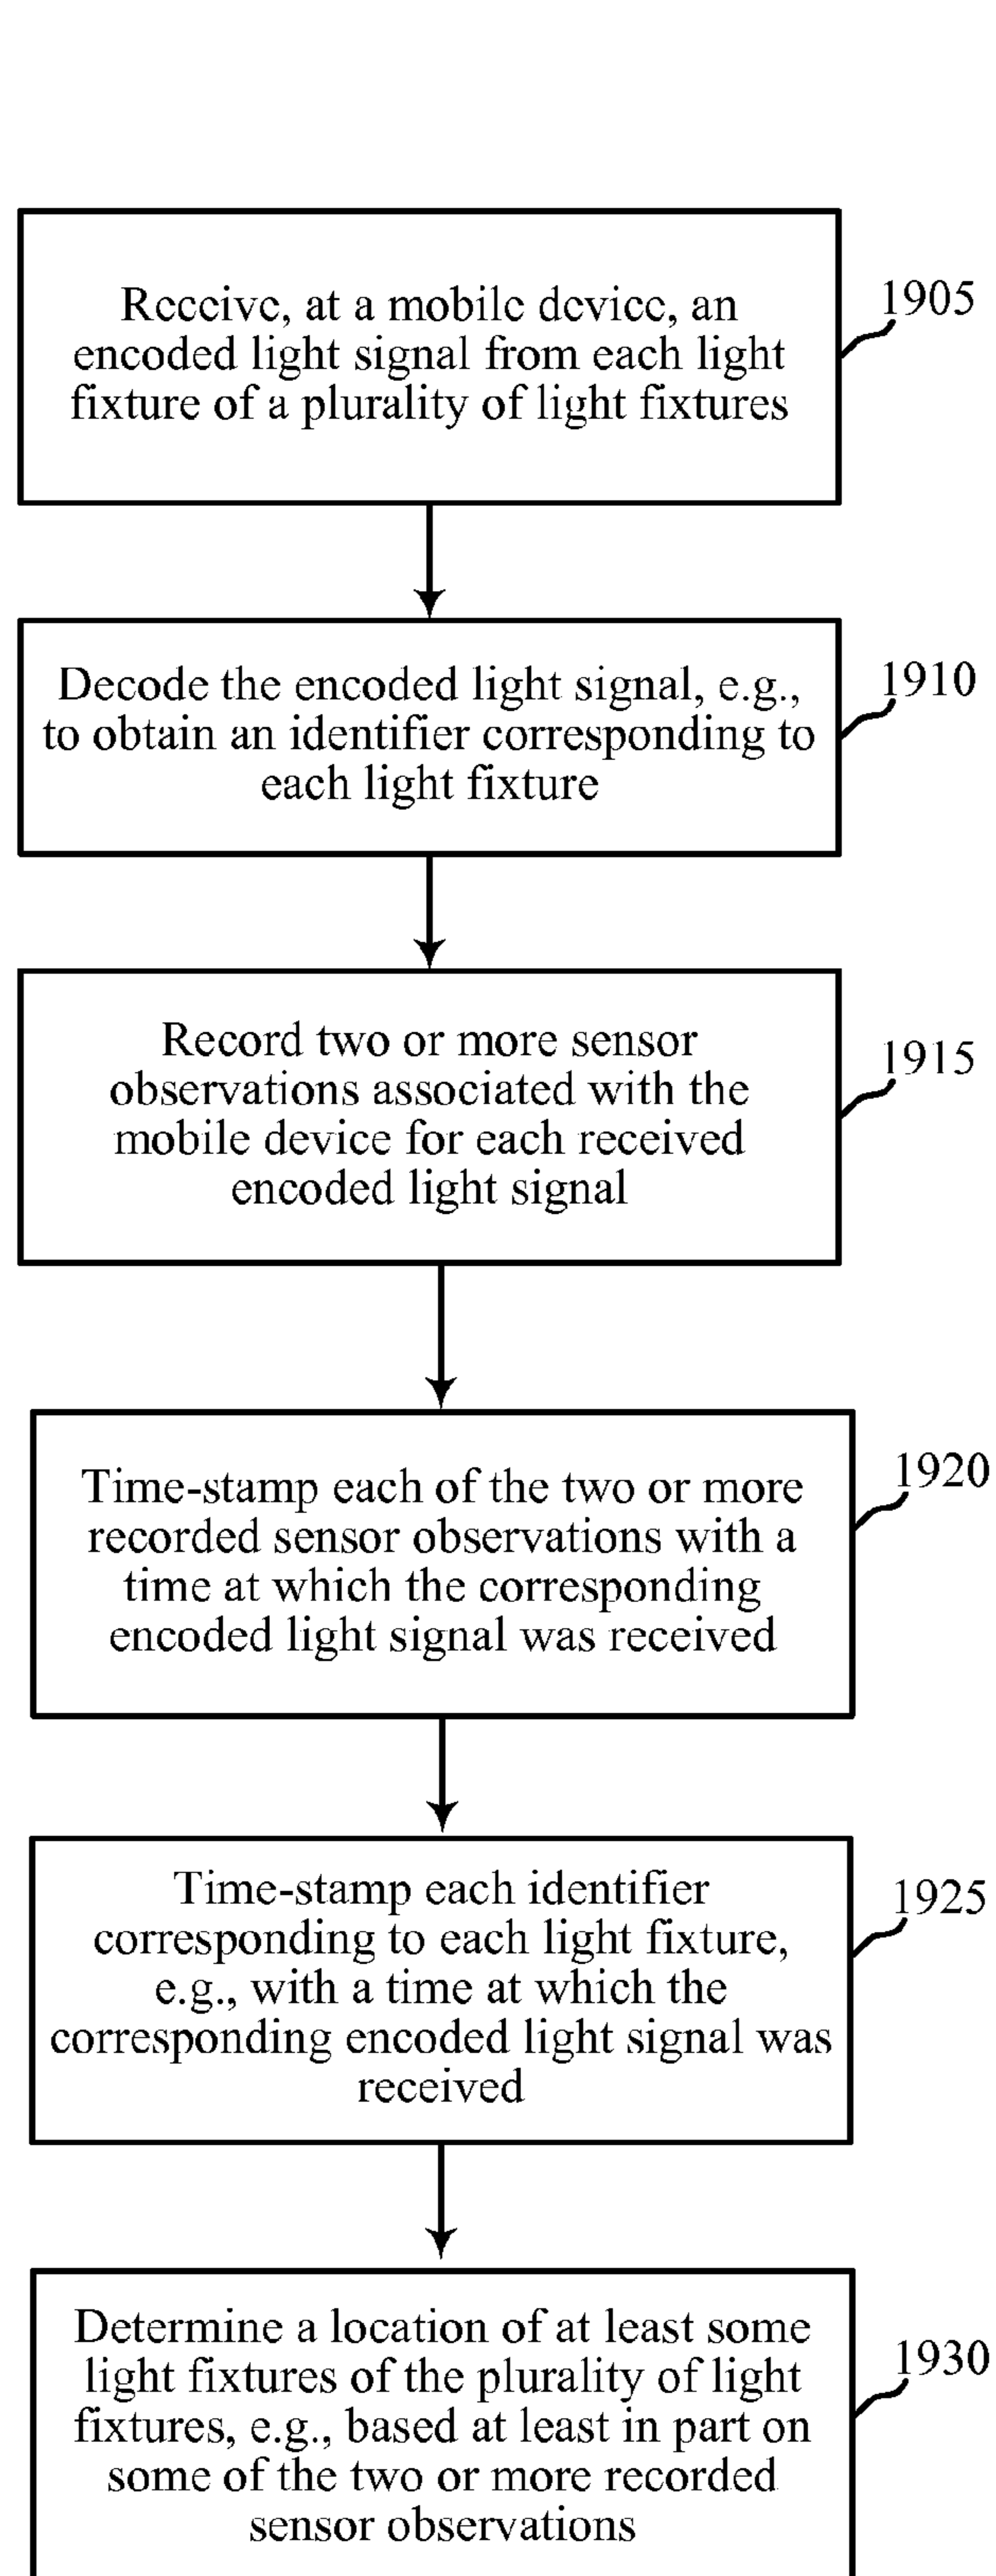 Receive, at a mobile device, an
encoded light signal from each light
fixture of a plurality of light fixtures
1905
Decode the encoded light signal, e.g.,
to obtain an identifier corresponding to
each light fixture
1910
Record two or more sensor
observations associated with the
mobile device for each received
encoded light signal
1915
Time-stamp each of the two or more
recorded sensor observations with a
time at which the corresponding
encoded light signal was received
1920
Time-stamp each identifier
corresponding to each light fixture,
e.g., with a time at which the
corresponding encoded light signal was
received
1925
Determine a location of at least some
light fixtures of the plurality of light
fixtures, e.g., based at least in part on
some of the two or more recorded
sensor observations
1930